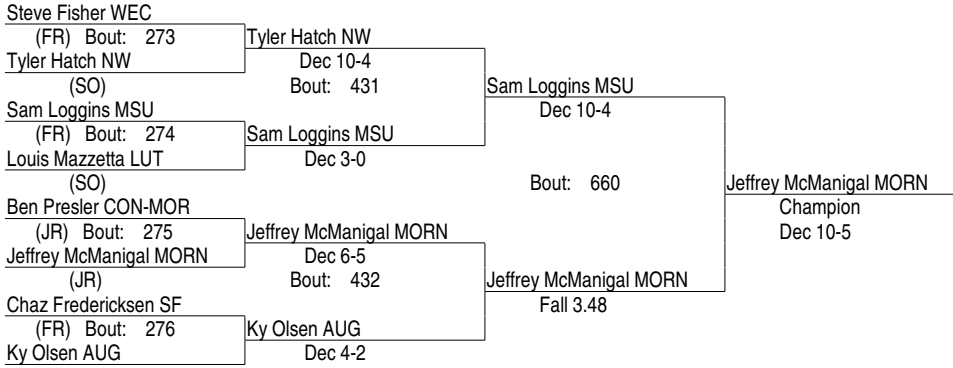 Steve Fisher WEC
(FR) Bout: 273 Tyler Hatch NW
Tyler Hatch NW Dec 10-4
(SO) Bout: 431 Sam Loggins MSU
Sam Loggins MSU Dec 10-4
(FR) Bout: 274 Sam Loggins MSU
Louis Mazzetta LUT Dec 3-0
(SO) Bout: 660 Jeffrey McManigal MORN
Ben Presler CON-MOR Champion
(JR) Bout: 275 Jeffrey McManigal MORN Dec 10-5
Jeffrey McManigal MORN Dec 6-5
(JR) Bout: 432 Jeffrey McManigal MORN
Chaz Fredericksen SF Fall 3.48
(FR) Bout: 276 Ky Olsen AUG
Ky Olsen AUG Dec 4-2